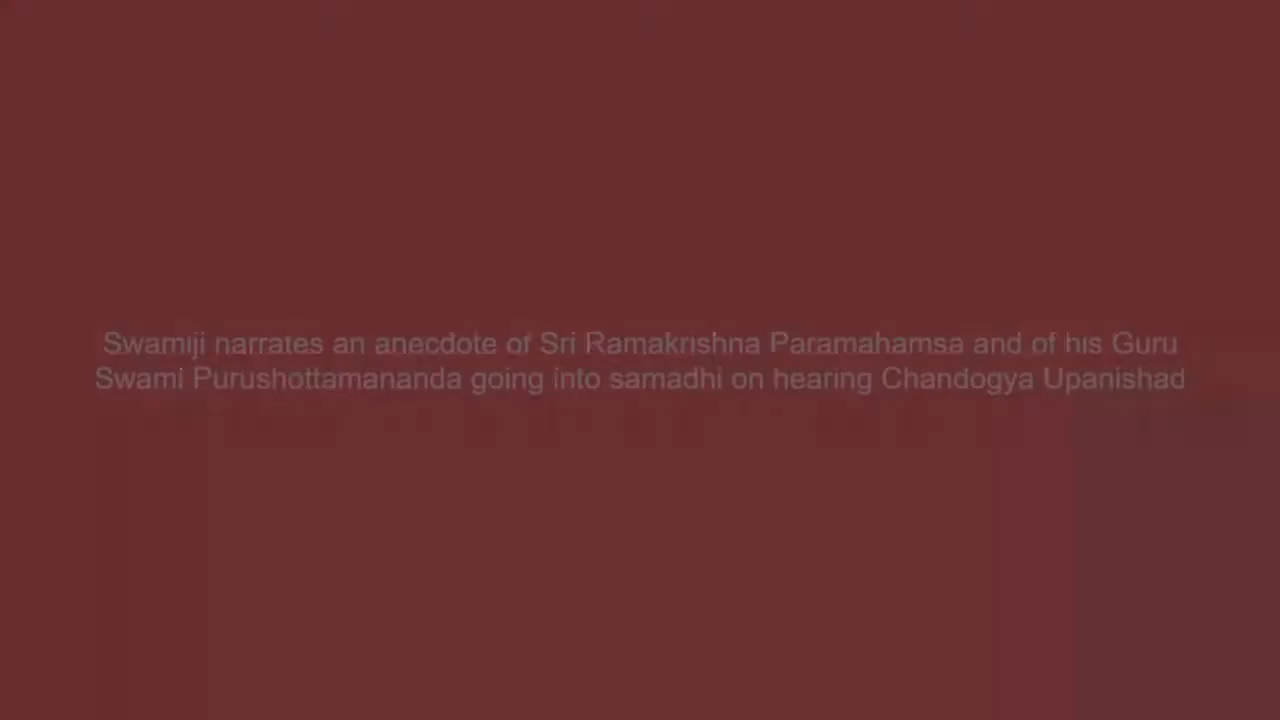 Swamiji narrates an anecdote of Sri Ramakrishna Paramahamsa and of his Guru
Swami Purushottamananda going into samadhi on hearing Chandogya Upanishad